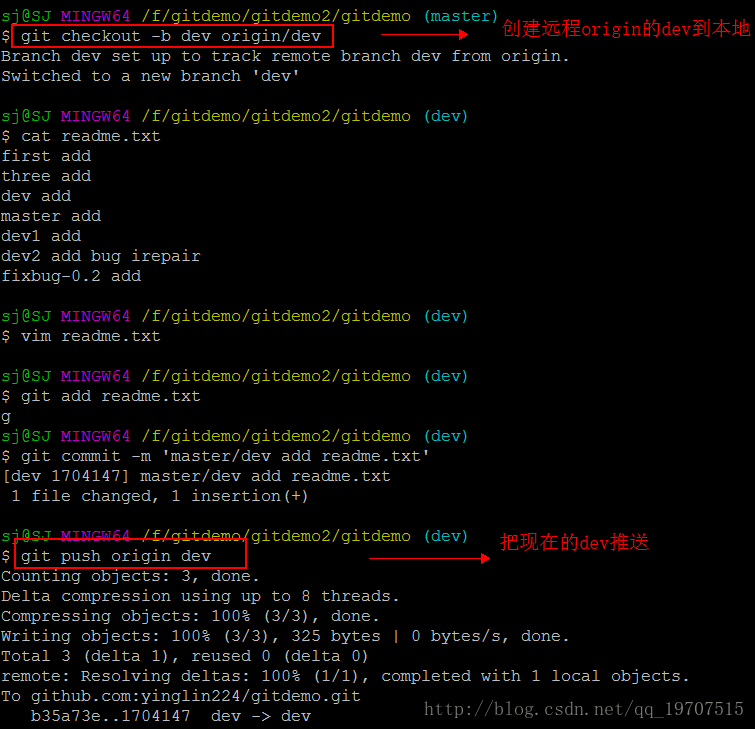 sj@SJ MINGW64 /f/gitdemo/gitdemo2/gitdemo (master)
$ git checkout -b dev origin/dev
创建远程origin的dev到本地
Branch dev set up to track remote branch dev from origin.
Switched to a new branch 'dev'
sj@SJ MINGW64 /f/gitdemo/gitdemo2/gitdemo (dev)
$ cat readme.txt
first add
three add
dev add
master add
dev1 add
dev2 add bug irepair
fixbug-0.2 add
sj@SJ MINGW64 /f/gitdemo/gitdemo2/gitdemo (dev)
$ vim readme.txt
sj@SJ MINGW64 /f/gitdemo/gitdemo2/gitdemo (dev)
$ git add readme.txt
g
sj@SJ MINGW64 /f/gitdemo/gitdemo2/gitdemo (dev)
$ git commit -m 'master/dev add readme.txt'
[dev 1704147] master/dev add readme.txt
1 file changed, 1 insertion(+)
sj@SJ MINGW64 /f/gitdemo/gitdemo2/gitdemo (dev)
$ git push origin dev
把现在的dev推送
Counting objects: 3, done.
Delta compression using up to 8 threads.
Compressing objects: 100% (3/3), done.
Writing objects: 100% (3/3), 325 bytes | 0 bytes/s, done.
Total 3 (delta 1), reused 0 (delta 0)
remote: Resolving deltas: 100% (1/1), completed with 1 local objects.
To github.com:yinglin224/gitdemo.git
b35a73e..1704147  dev -> dev
http://blog.csdn.net/qq_19707515